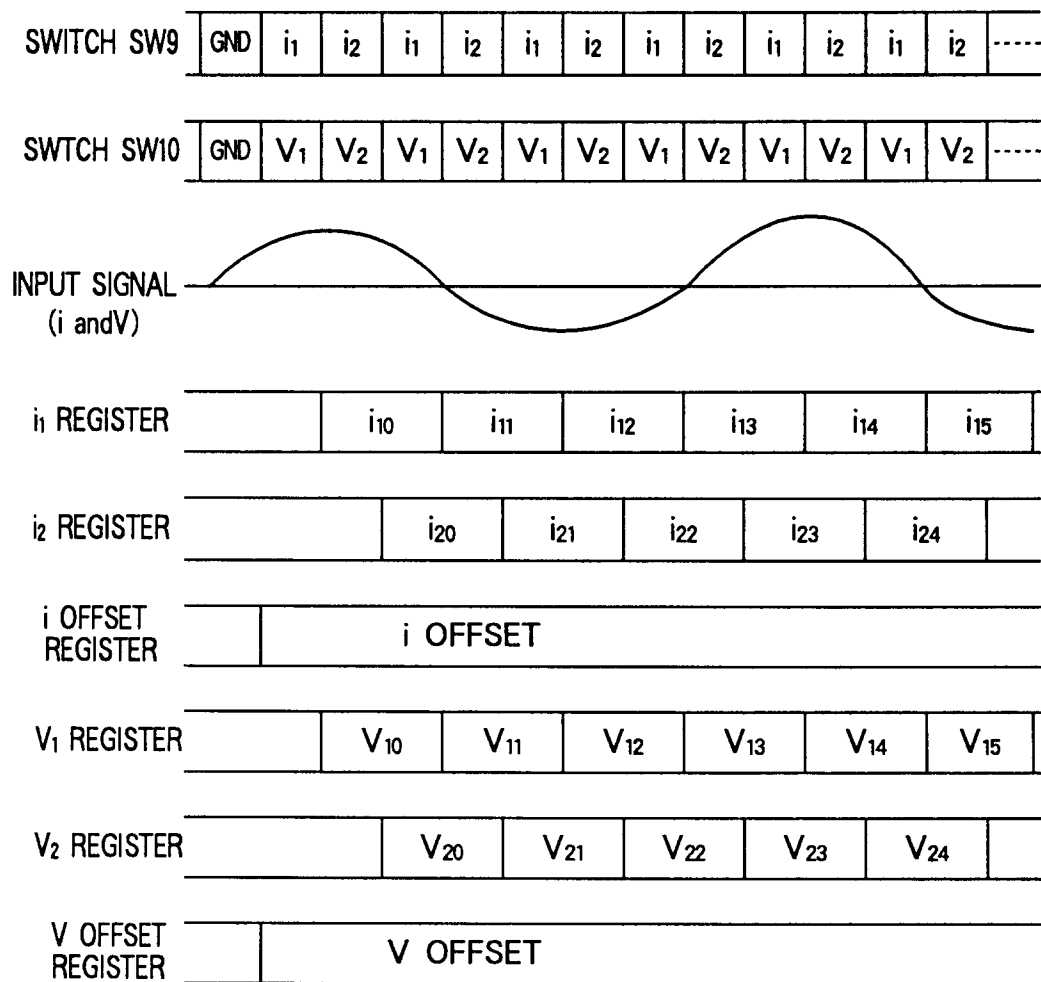 SWITCH SW9 GND i₁ i₂ i₁ i₂ i₁ i₂ i₁ i₂ i₁ i₂ i₁ i₂ -----
SWTCH SW10 GND V₁ V₂ V₁ V₂ V₁ V₂ V₁ V₂ V₁ V₂ V₁ V₂ -----
INPUT SIGNAL
(i andV)
i₁ REGISTER i₁₀ i₁₁ i₁₂ i₁₃ i₁₄ i₁₅
i₂ REGISTER i₂₀ i₂₁ i₂₂ i₂₃ i₂₄
i OFFSET
REGISTER
i OFFSET
V₁ REGISTER V₁₀ V₁₁ V₁₂ V₁₃ V₁₄ V₁₅
V₂ REGISTER V₂₀ V₂₁ V₂₂ V₂₃ V₂₄
V OFFSET
REGISTER
V OFFSET